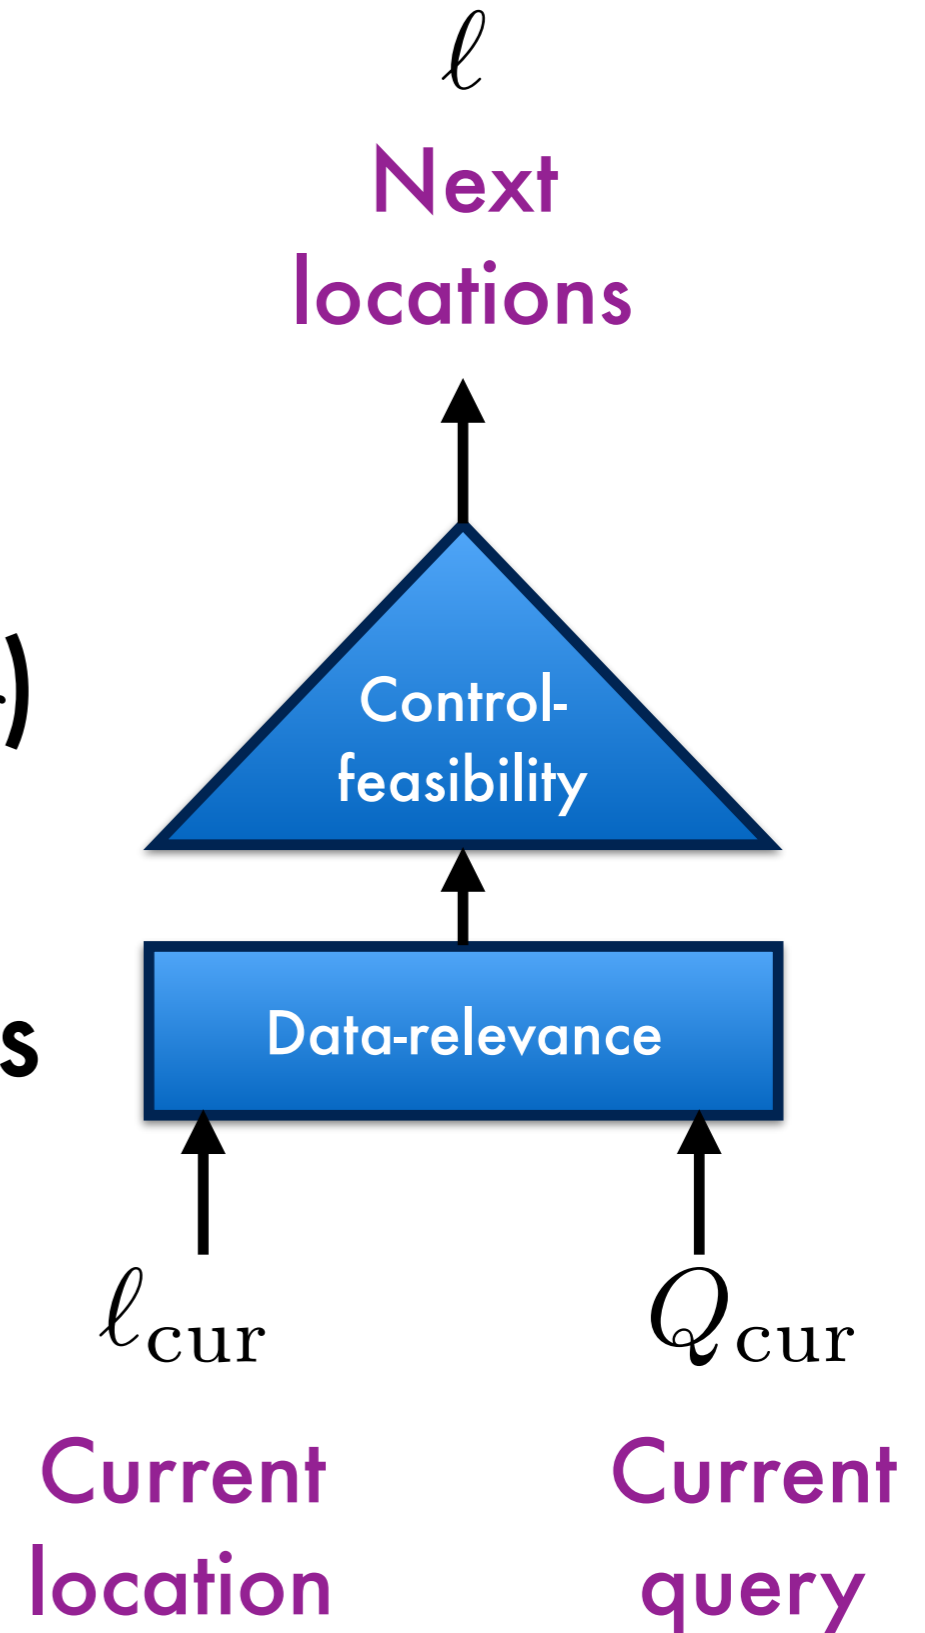 ℓ
Next
locations
)
Control-
feasibility
s
Data-relevance
ℓcur Qcur
Current Current
location query